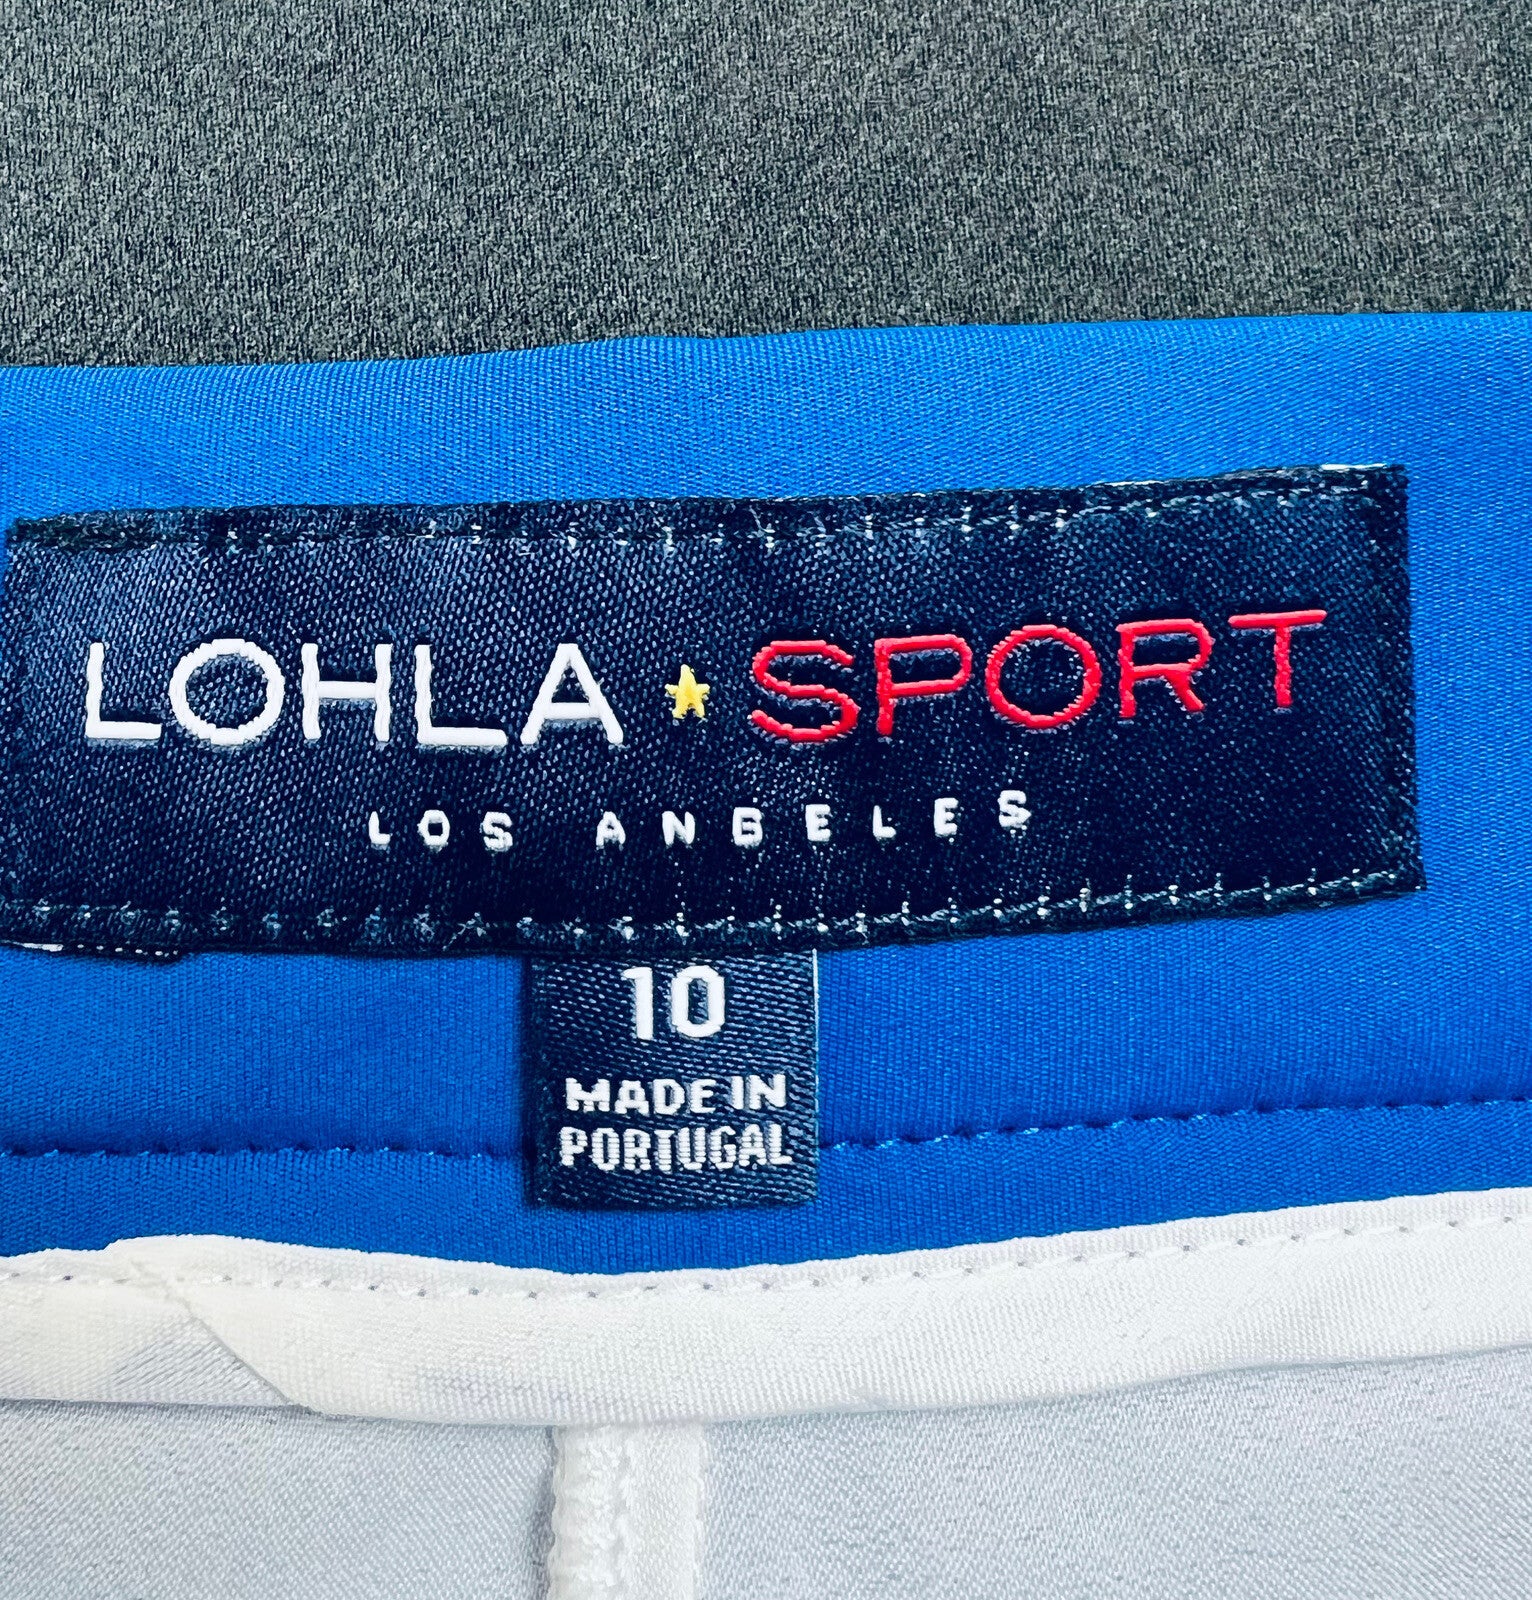 LOHLA ★ SPORT
LOS ANGELES
10
MADE IN
PORTUGAL